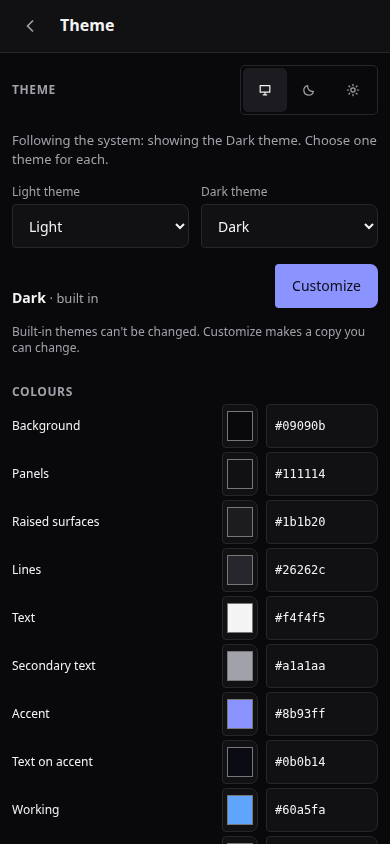 Theme
THEME
Following the system: showing the Dark theme. Choose one
theme for each.
Light theme
Dark theme
Light
Dark
Customize
Dark · built in
Built-in themes can't be changed. Customize makes a copy you
can change.
COLOURS
Background
#09090b
Panels
#111114
Raised surfaces
#1b1b20
Lines
#26262c
Text
#f4f4f5
Secondary text
#a1a1aa
Accent
#8b93ff
Text on accent
#0b0b14
Working
#60a5fa